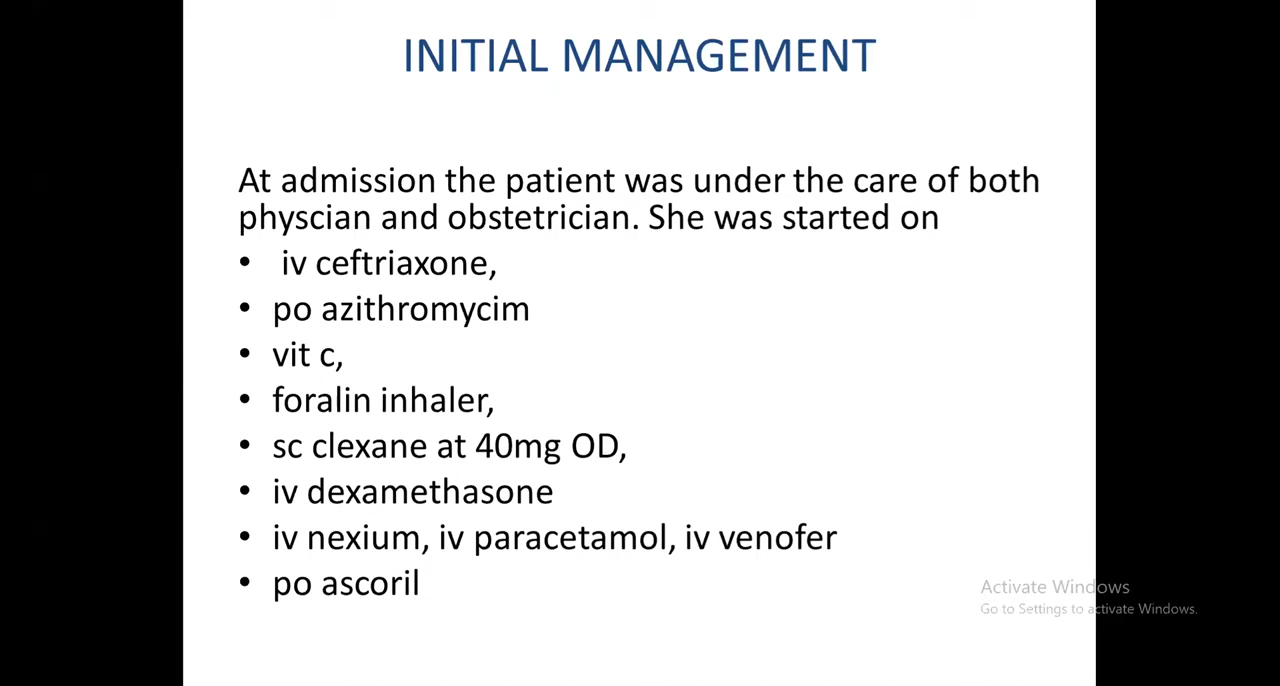 INITIAL MANAGEMENT
At admission the patient was under the care of both
physcian and obstetrician. She was started on
• iv ceftriaxone,
• po azithromycim
• vit c,
• foralin inhaler,
• sc clexane at 40mg OD,
• iv dexamethasone
• iv nexium, iv paracetamol, iv venofer
• po ascoril
Activate Windows
Go to Settings to activate Windows.